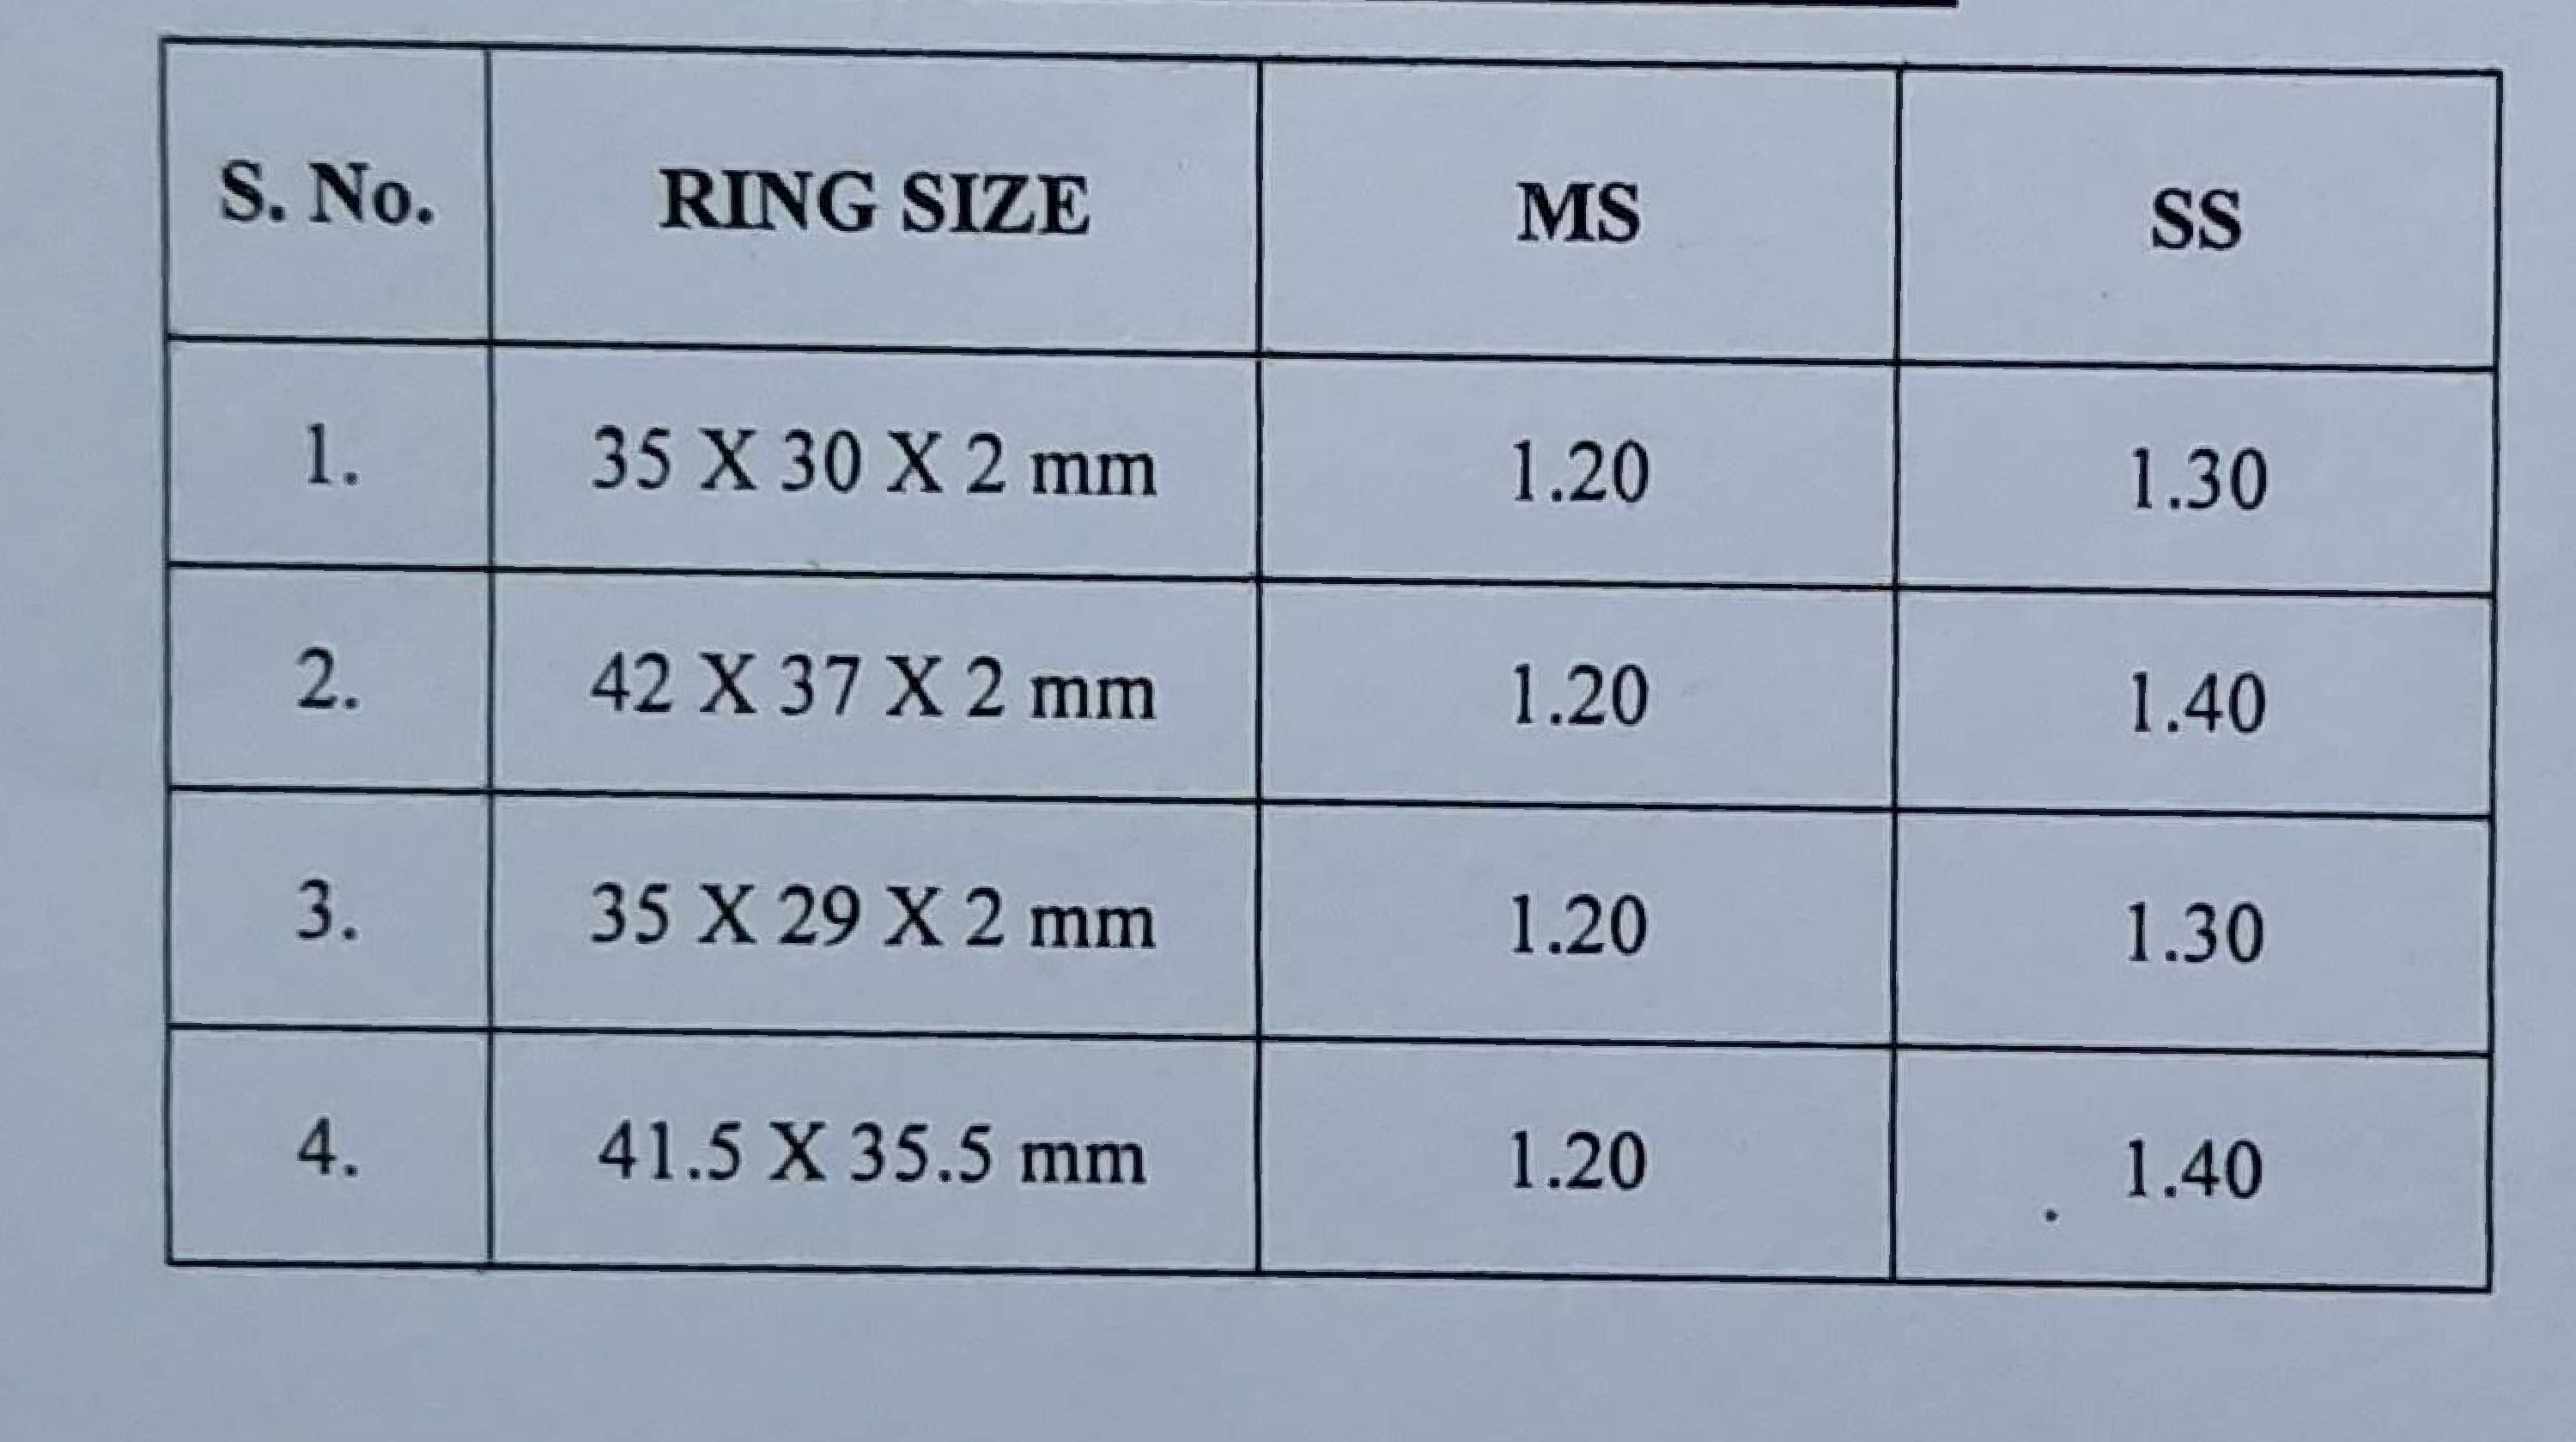 S. No. RING SIZE MS SS
1. 35 X 30 X 2 mm 1.20 1.30
2. 42 X 37 X 2 mm 1.20 1.40
3. 35 X 29 X 2 mm 1.20 1.30
4. 41.5 X 35.5 mm 1.20 1.40